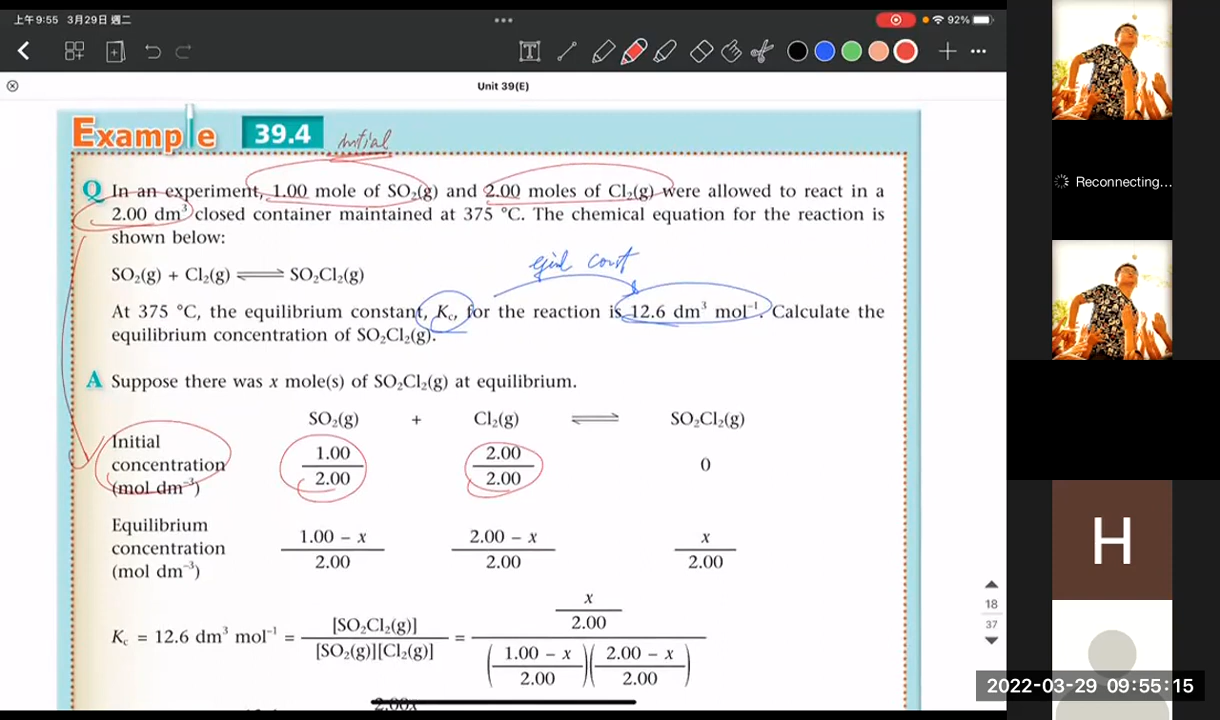 上午 9:55 3月29日 週二
92%
Unit 39(E)
Example 39.4 initial
Q In an experiment, 1.00 mole of SO₂(g) and 2.00 moles of Cl₂(g) were allowed to react in a
2.00 dm³ closed container maintained at 375 °C. The chemical equation for the reaction is
shown below:
SO₂(g) + Cl₂(g) ⇌ SO₂Cl₂(g)
At 375 °C, the equilibrium constant, K_c, for the reaction is 12.6 dm³ mol⁻¹. Calculate the
equilibrium concentration of SO₂Cl₂(g).
A Suppose there was x mole(s) of SO₂Cl₂(g) at equilibrium.
SO₂(g) + Cl₂(g) ⇌ SO₂Cl₂(g)
Initial
concentration
(mol dm⁻³)
1.00
2.00
2.00
2.00
0
Equilibrium
concentration
(mol dm⁻³)
1.00 – x
2.00
2.00 – x
2.00
x
2.00
K_c = 12.6 dm³ mol⁻¹ = [SO₂Cl₂(g)] / [SO₂(g)][Cl₂(g)] = (x / 2.00) / (1.00 – x / 2.00)(2.00 – x / 2.00)
2.00x
18
37
Reconnecting...
H
2022-03-29 09:55:15